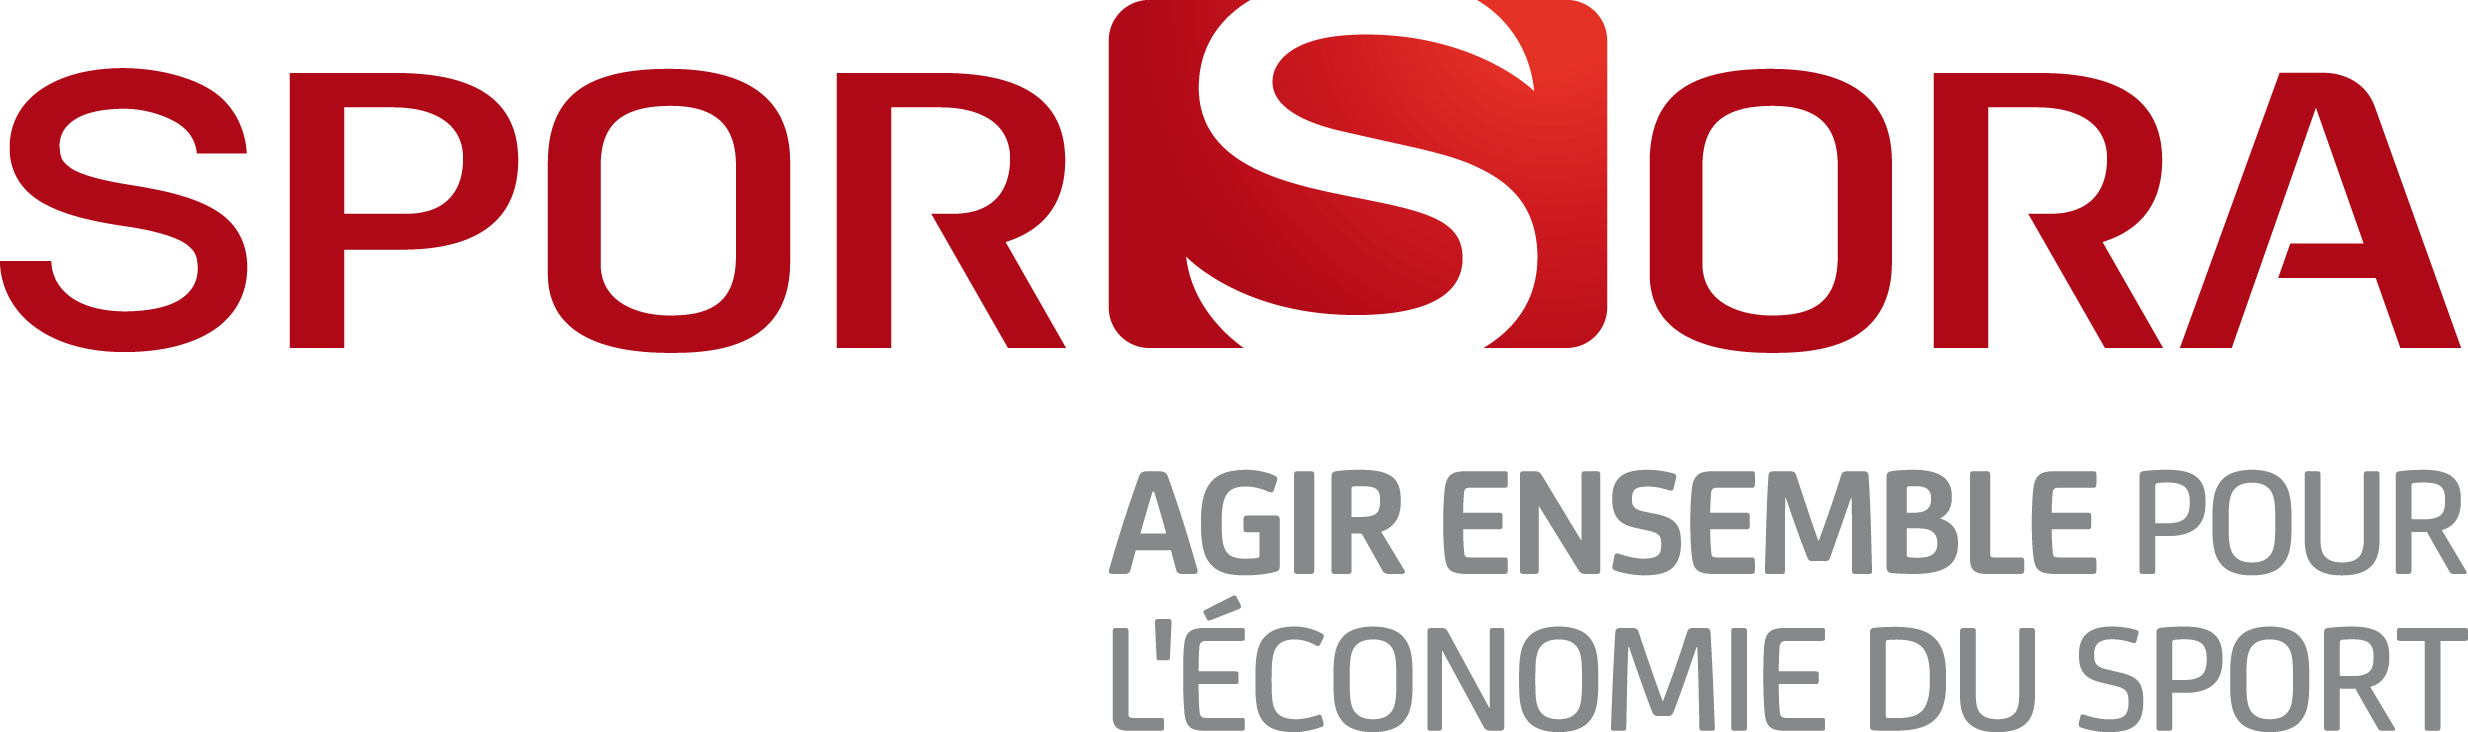 SPORSORA
AGIR ENSEMBLE POUR
L'ÉCONOMIE DU SPORT